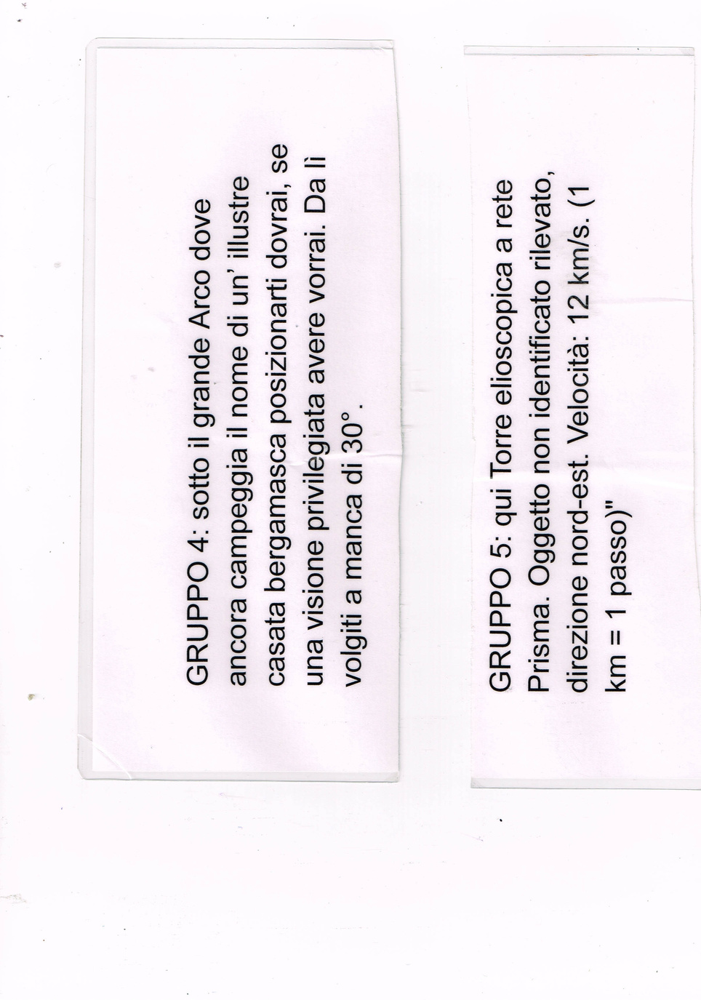 GRUPPO 4: sotto il grande Arco dove
ancora campeggia il nome di un' illustre
casata bergamasca posizionarti dovrai, se
una visione privilegiata avere vorrai. Da lì
volgiti a manca di 30°.
GRUPPO 5: qui Torre elioscopica a rete
Prisma. Oggetto non identificato rilevato,
direzione nord-est. Velocità: 12 km/s. (1
km = 1 passo)"